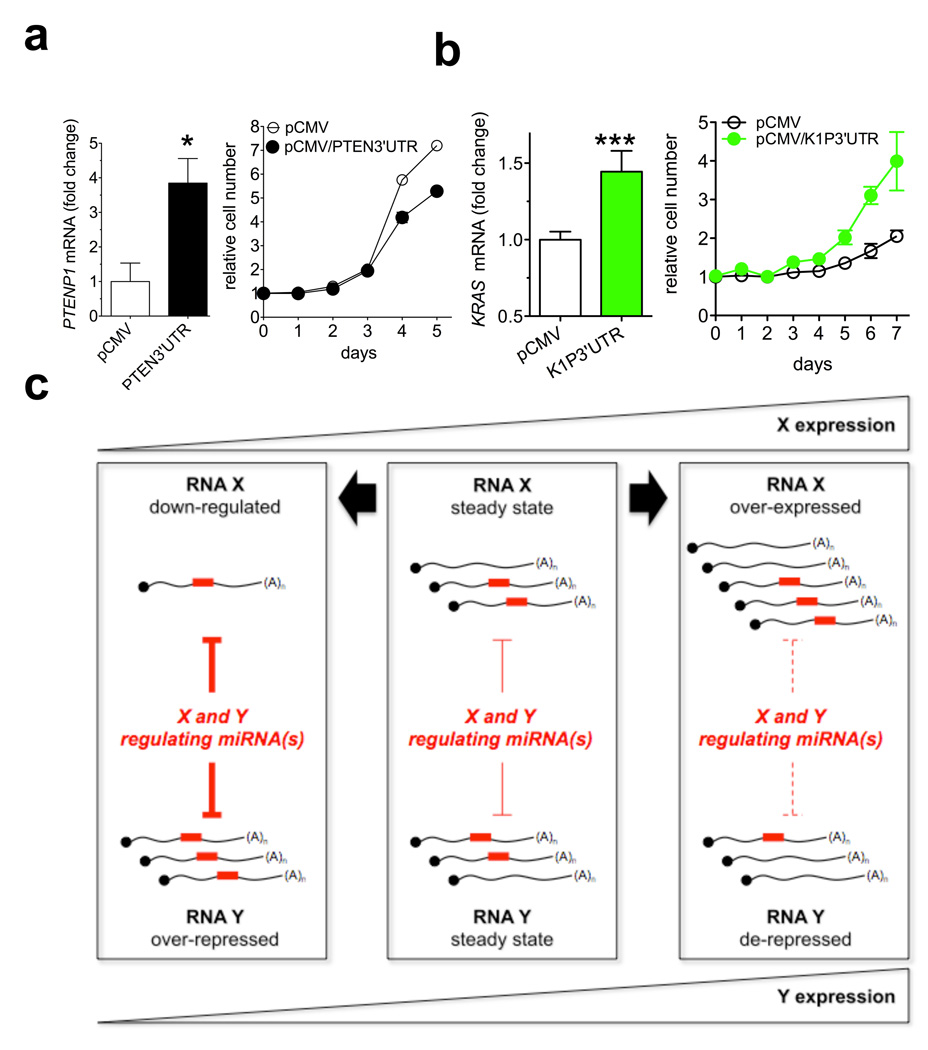 a
PTENP1 mRNA (fold change)
5
4
3
2
1
0
*
pCMV
PTEN3'UTR
relative cell number
8
7
6
5
4
3
2
1
0
pCMV
pCMV/PTEN3'UTR
0 1 2 3 4 5
days
b
KRAS mRNA (fold change)
1.5
1.0
0.5
***
pCMV
K1P3'UTR
relative cell number
5
4
3
2
1
0
pCMV
pCMV/K1P3'UTR
0 1 2 3 4 5 6 7
days
c
X expression
RNA X
down-regulated
(A)n
X and Y
regulating miRNA(s)
(A)n
(A)n
(A)n
RNA Y
over-repressed
RNA X
steady state
(A)n
(A)n
(A)n
X and Y
regulating miRNA(s)
(A)n
(A)n
(A)n
RNA Y
steady state
RNA X
over-expressed
(A)n
(A)n
(A)n
(A)n
(A)n
X and Y
regulating miRNA(s)
(A)n
(A)n
(A)n
RNA Y
de-repressed
Y expression